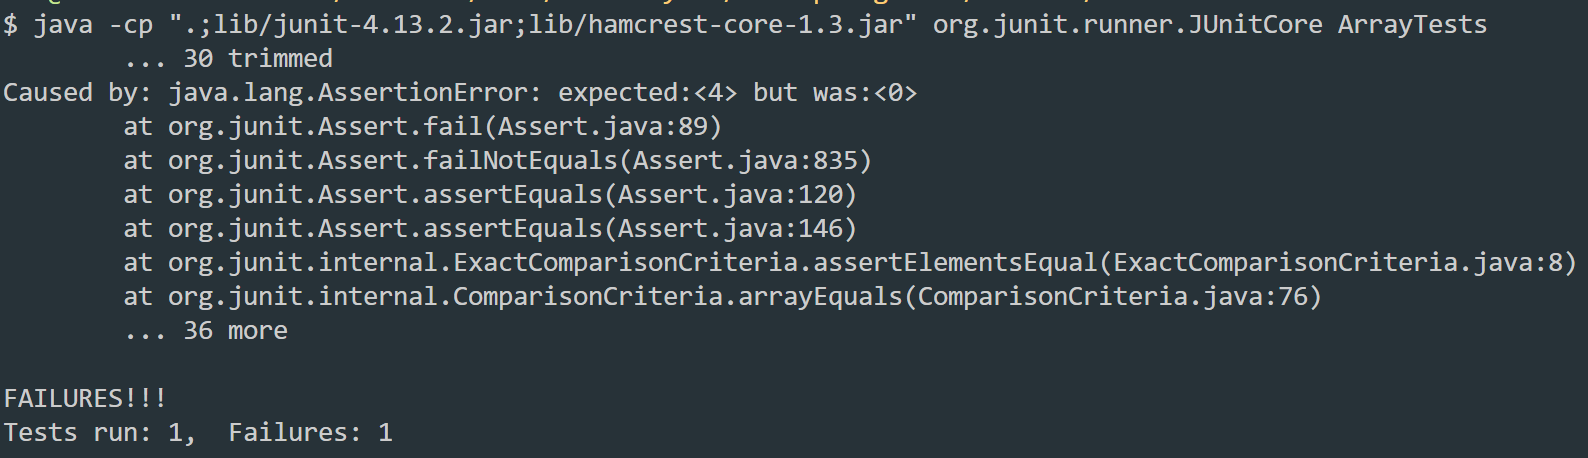 $ java -cp ".;lib/junit-4.13.2.jar;lib/hamcrest-core-1.3.jar" org.junit.runner.JUnitCore ArrayTests
        ... 30 trimmed
Caused by: java.lang.AssertionError: expected:<4> but was:<0>
        at org.junit.Assert.fail(Assert.java:89)
        at org.junit.Assert.failNotEquals(Assert.java:835)
        at org.junit.Assert.assertEquals(Assert.java:120)
        at org.junit.Assert.assertEquals(Assert.java:146)
        at org.junit.internal.ExactComparisonCriteria.assertElementsEqual(ExactComparisonCriteria.java:8)
        at org.junit.internal.ComparisonCriteria.arrayEquals(ComparisonCriteria.java:76)
        ... 36 more

FAILURES!!!
Tests run: 1,  Failures: 1